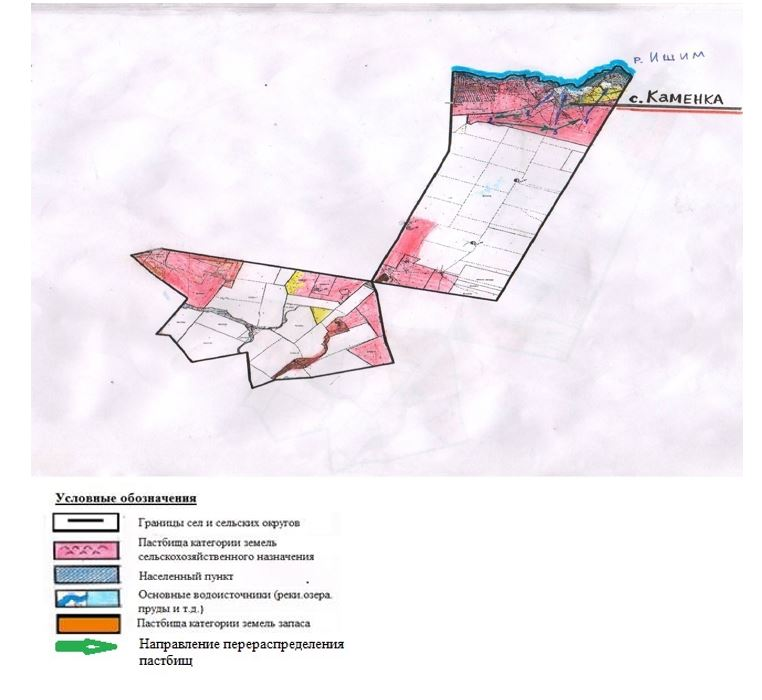 р. Ишим
с. Каменка
Условные обозначения
Границы сел и сельских округов
Пастбища категории земель
сельскохозяйственного назначения
Населенный пункт
Основные водоисточники (реки.озера.
пруды и т.д.)
Пастбища категории земель запаса
Направление перераспределения
пастбищ